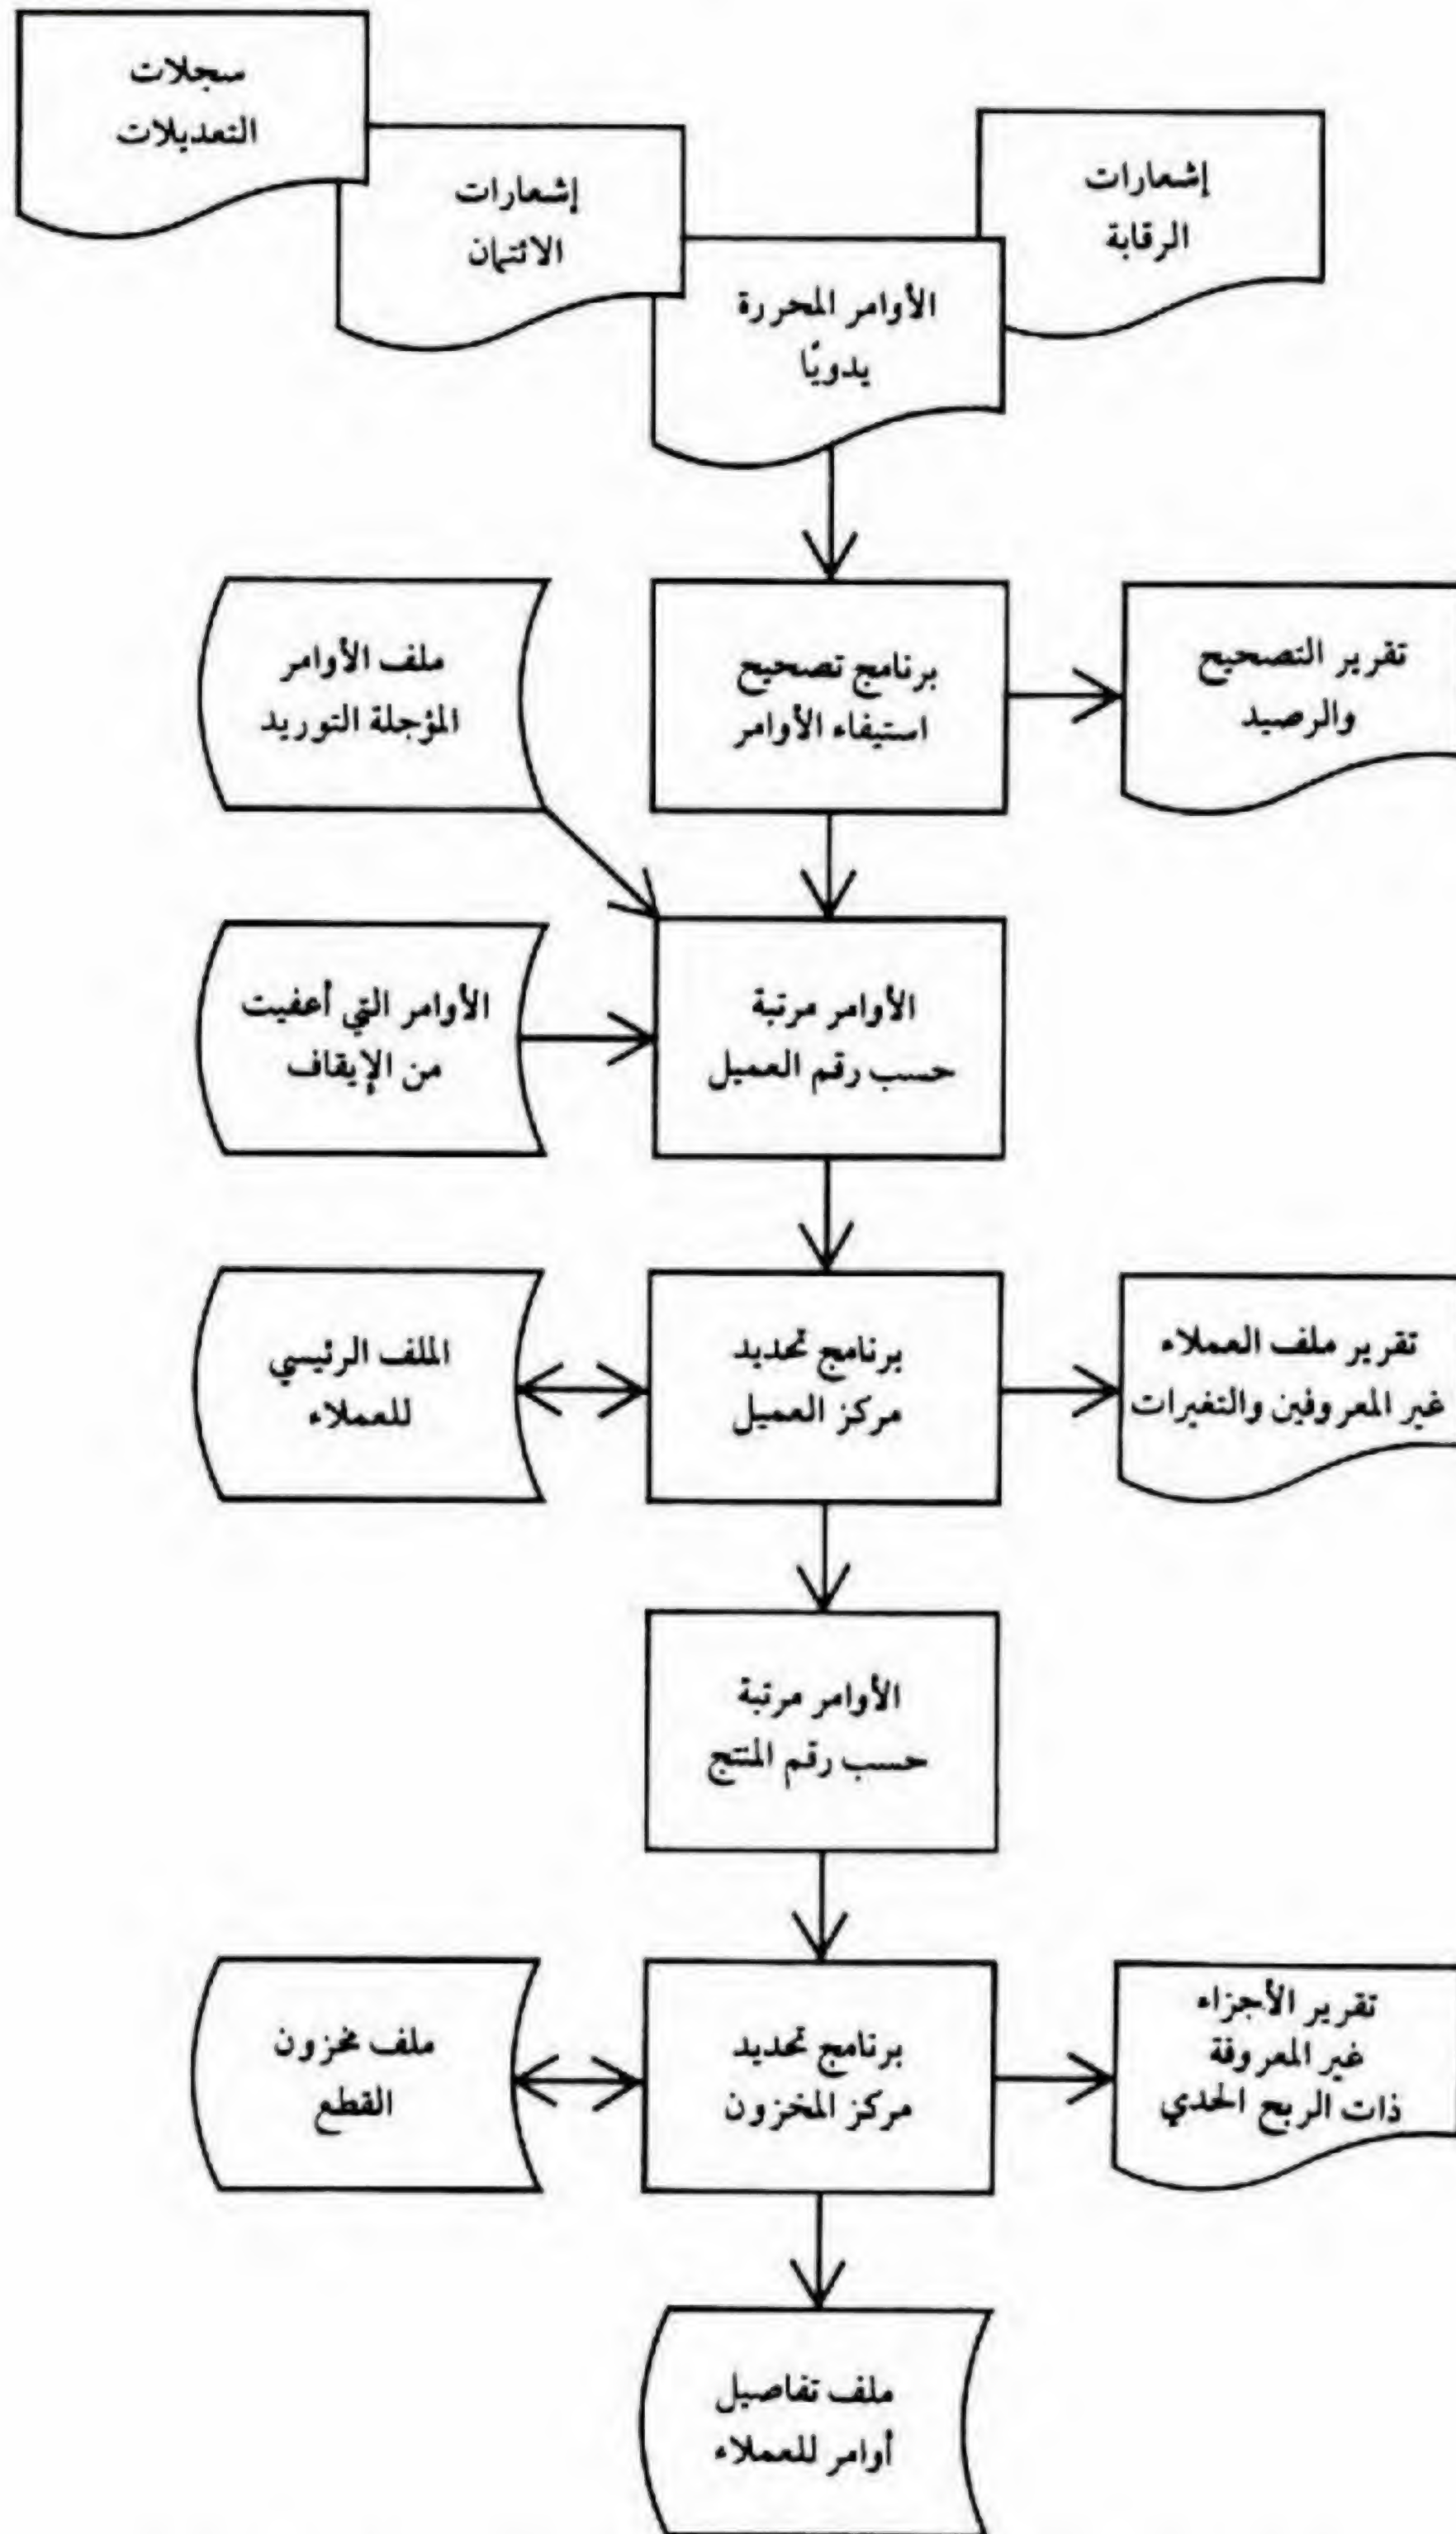 سجلات
التعديلات
إشعارات
الائتمان
إشعارات
الرقابة
الأوامر المحررة
يدويًا
ملف الأوامر
المؤجلة التوريد
برنامج تصحيح
استيفاء الأوامر
تقرير التصحيح
والرصيد
الأوامر التي أعفيت
من الإيقاف
الأوامر مرتبة
حسب رقم العميل
الملف الرئيسي
للعملاء
برنامج تحديد
مركز العميل
تقرير ملف العملاء
غير المعروفين والتغيرات
الأوامر مرتبة
حسب رقم المنتج
ملف مخزون
القطع
برنامج تحديد
مركز المخزون
تقرير الأجزاء
غير المعروفة
ذات الربح الحدي
ملف تفاصيل
أوامر للعملاء